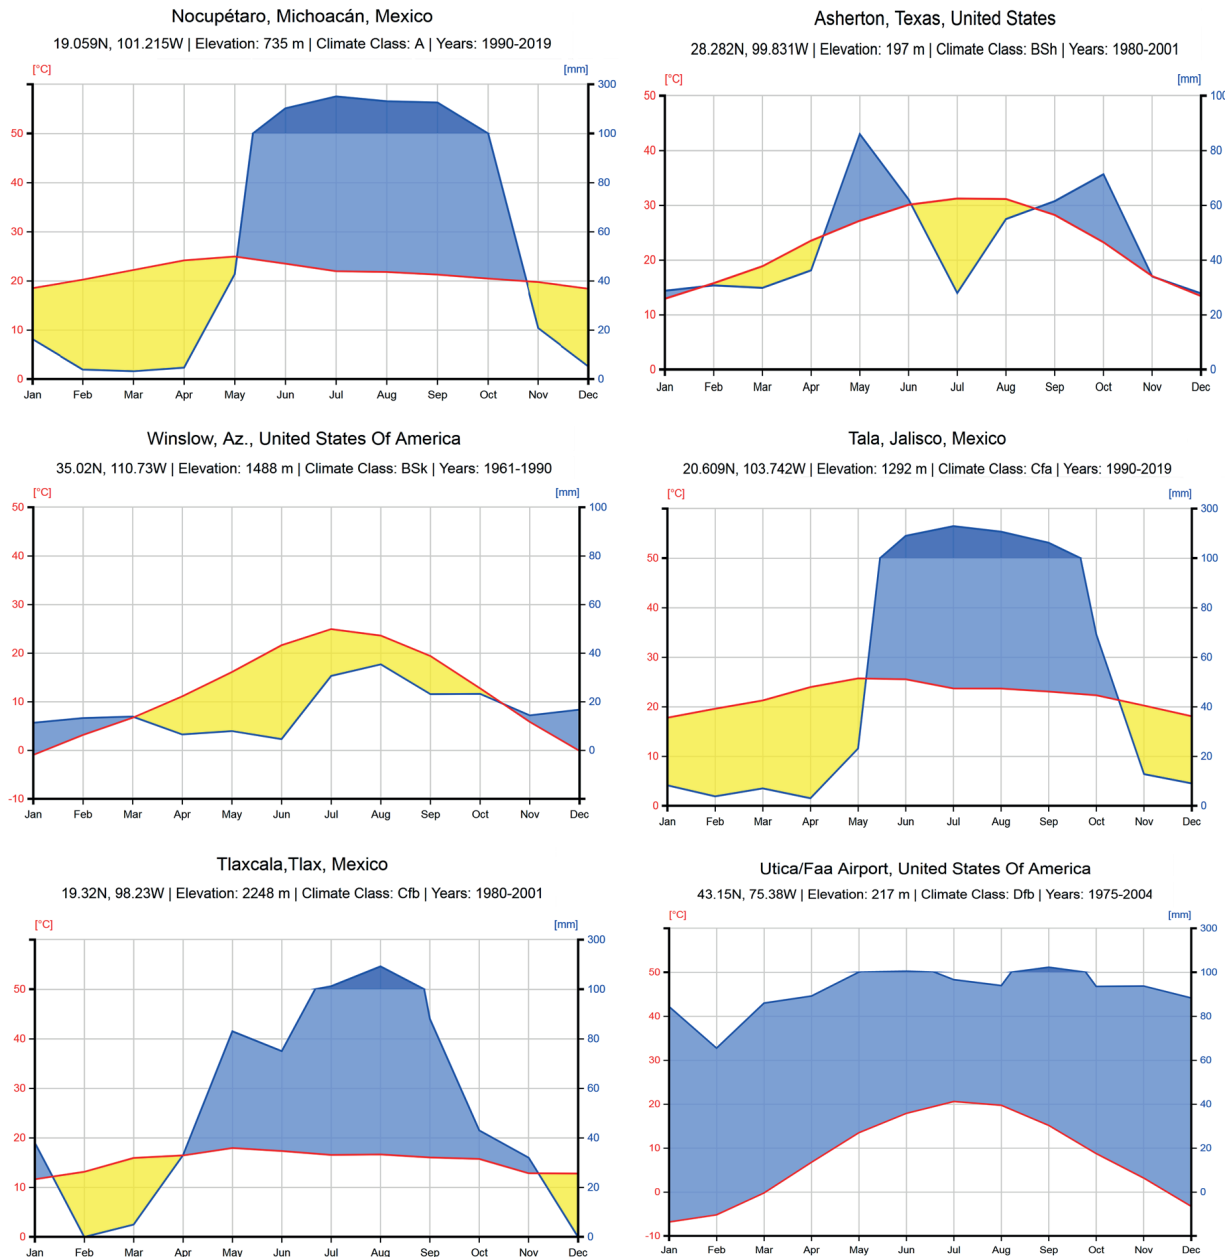 Nocupétaro, Michoacán, Mexico
19.059N, 101.215W | Elevation: 735 m | Climate Class: A | Years: 1990-2019
[°C] [mm]
300
50 100
40 80
30 60
20 40
10 20
0 0
Jan Feb Mar Apr May Jun Jul Aug Sep Oct Nov Dec
Asherton, Texas, United States
28.282N, 99.831W | Elevation: 197 m | Climate Class: BSh | Years: 1980-2001
[°C] [mm]
50 100
40 80
30 60
20 40
10 20
0 0
Jan Feb Mar Apr May Jun Jul Aug Sep Oct Nov Dec
Winslow, Az., United States Of America
35.02N, 110.73W | Elevation: 1488 m | Climate Class: BSk | Years: 1961-1990
[°C] [mm]
50 100
40 80
30 60
20 40
10 20
0 0
-10
Jan Feb Mar Apr May Jun Jul Aug Sep Oct Nov Dec
Tala, Jalisco, Mexico
20.609N, 103.742W | Elevation: 1292 m | Climate Class: Cfa | Years: 1990-2019
[°C] [mm]
300
50 100
40 80
30 60
20 40
10 20
0 0
Jan Feb Mar Apr May Jun Jul Aug Sep Oct Nov Dec
Tlaxcala,Tlax, Mexico
19.32N, 98.23W | Elevation: 2248 m | Climate Class: Cfb | Years: 1980-2001
[°C] [mm]
300
50 100
40 80
30 60
20 40
10 20
0 0
Jan Feb Mar Apr May Jun Jul Aug Sep Oct Nov Dec
Utica/Faa Airport, United States Of America
43.15N, 75.38W | Elevation: 217 m | Climate Class: Dfb | Years: 1975-2004
[°C] [mm]
300
50 100
40 80
30 60
20 40
10 20
0 0
-10
Jan Feb Mar Apr May Jun Jul Aug Sep Oct Nov Dec